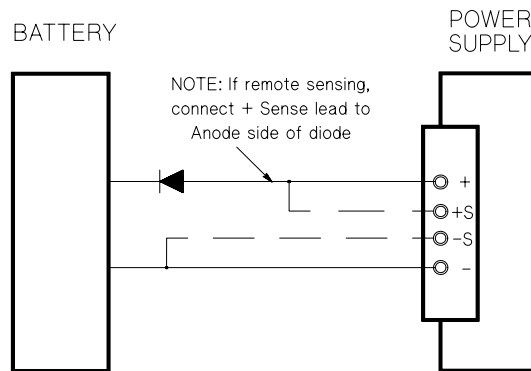 BATTERY
POWER
SUPPLY
NOTE: If remote sensing,
connect + Sense lead to
Anode side of diode
+
+S
-S
-